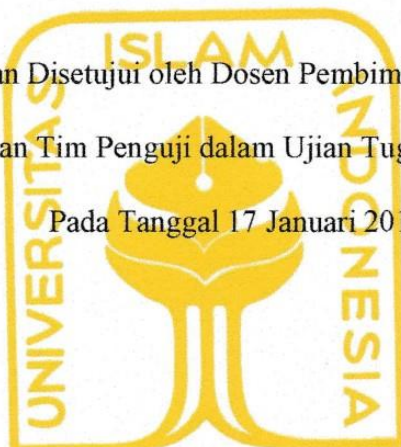 ISLAM
UNIVERSITAS
INDONESIA
an Disetujui oleh Dosen Pembim
an Tim Penguji dalam Ujian Tug
Pada Tanggal 17 Januari 201